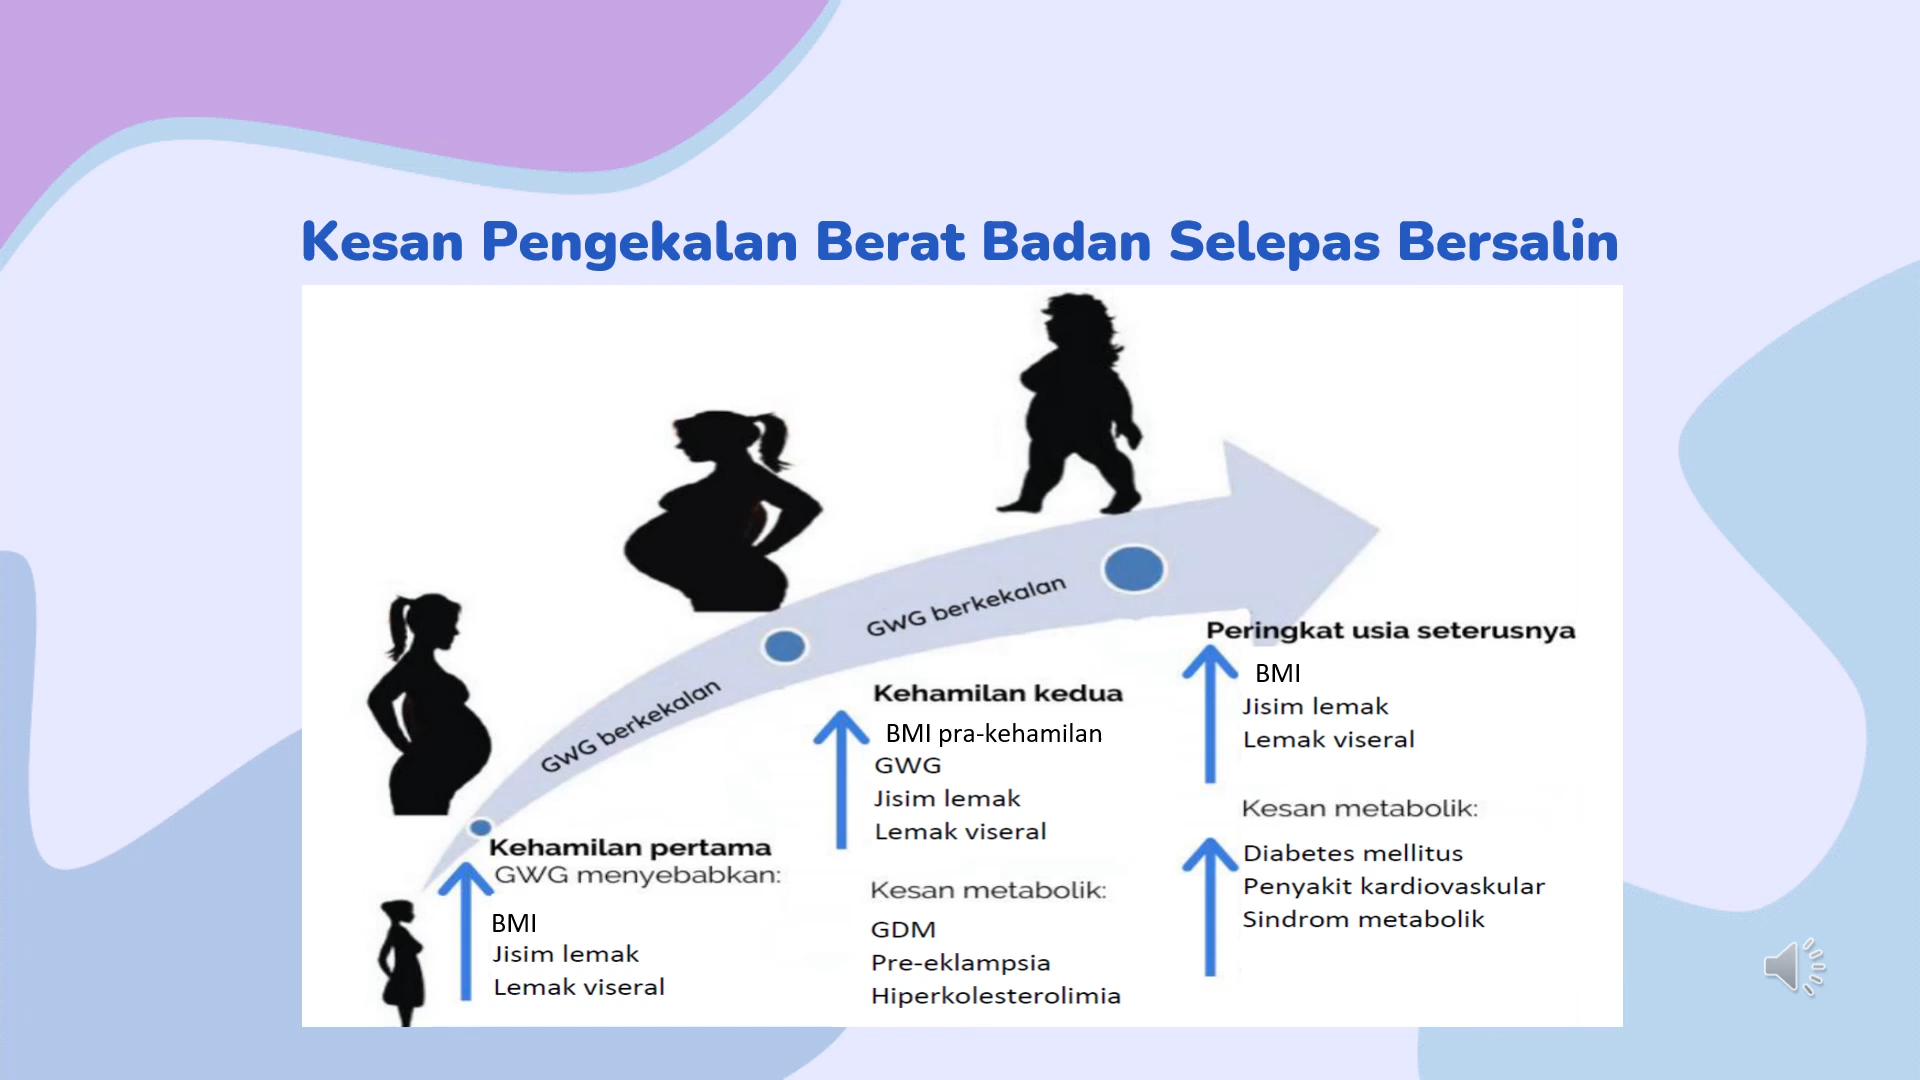 Kesan Pengekalan Berat Badan Selepas Bersalin
GWG berkekalan
GWG berkekalan
Kehamilan pertama
GWG menyebabkan:
BMI
Jisim lemak
Lemak viseral
Kehamilan kedua
BMI pra-kehamilan
GWG
Jisim lemak
Lemak viseral
Kesan metabolik:
GDM
Pre-eklampsia
Hiperkolesterolimia
Peringkat usia seterusnya
BMI
Jisim lemak
Lemak viseral
Kesan metabolik:
Diabetes mellitus
Penyakit kardiovaskular
Sindrom metabolik